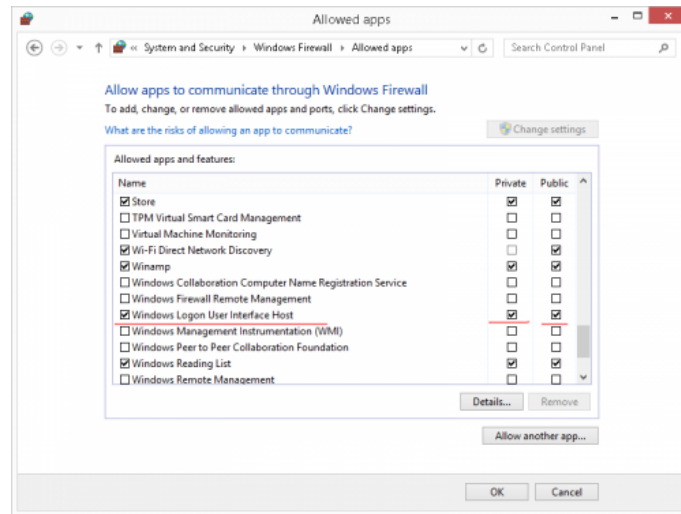 Allowed apps
« System and Security Windows Firewall Allowed apps
Search Control Panel
Allow apps to communicate through Windows Firewall
To add, change, or remove allowed apps and ports, click Change settings.
What are the risks of allowing an app to communicate?
Change settings
Allowed apps and features:
Name Private Public
Store
TPM Virtual Smart Card Management
Virtual Machine Monitoring
Wi-Fi Direct Network Discovery
Winamp
Windows Collaboration Computer Name Registration Service
Windows Firewall Remote Management
Windows Logon User Interface Host
Windows Management Instrumentation (WMI)
Windows Peer to Peer Collaboration Foundation
Windows Reading List
Windows Remote Management
Details... Remove
Allow another app...
OK Cancel